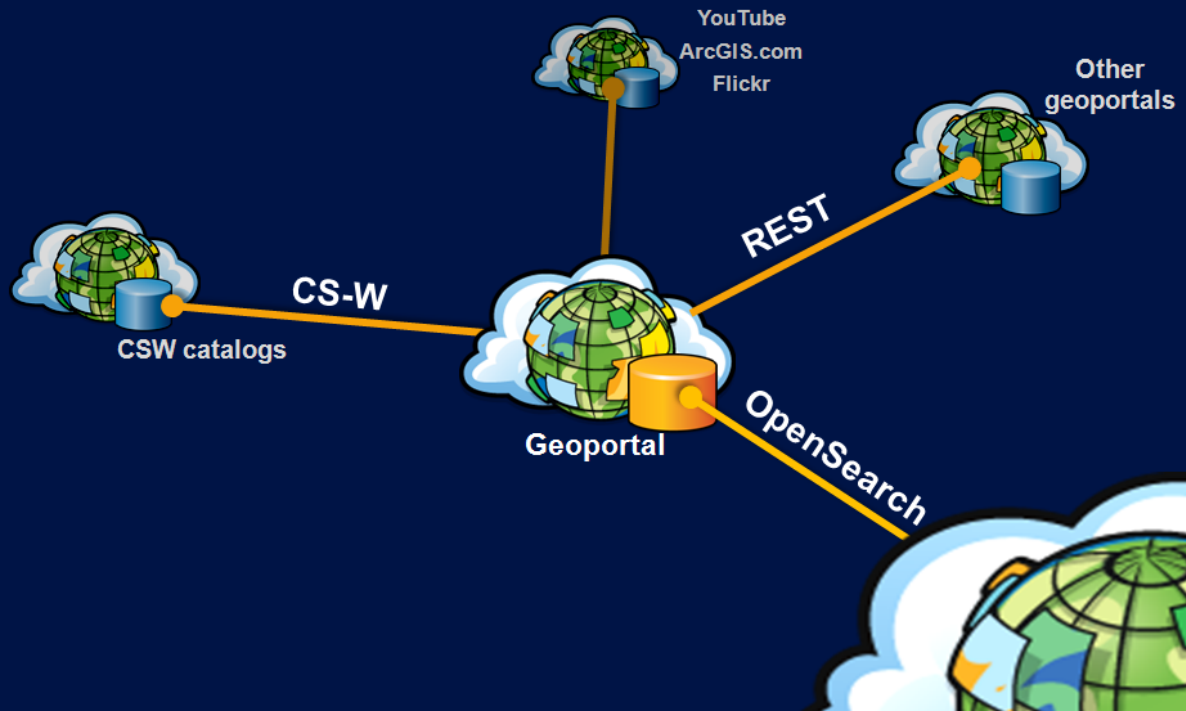 YouTube
ArcGIS.com
Flickr
Other
geoportals
REST
CS-W
CSW catalogs
Geoportal
OpenSearch